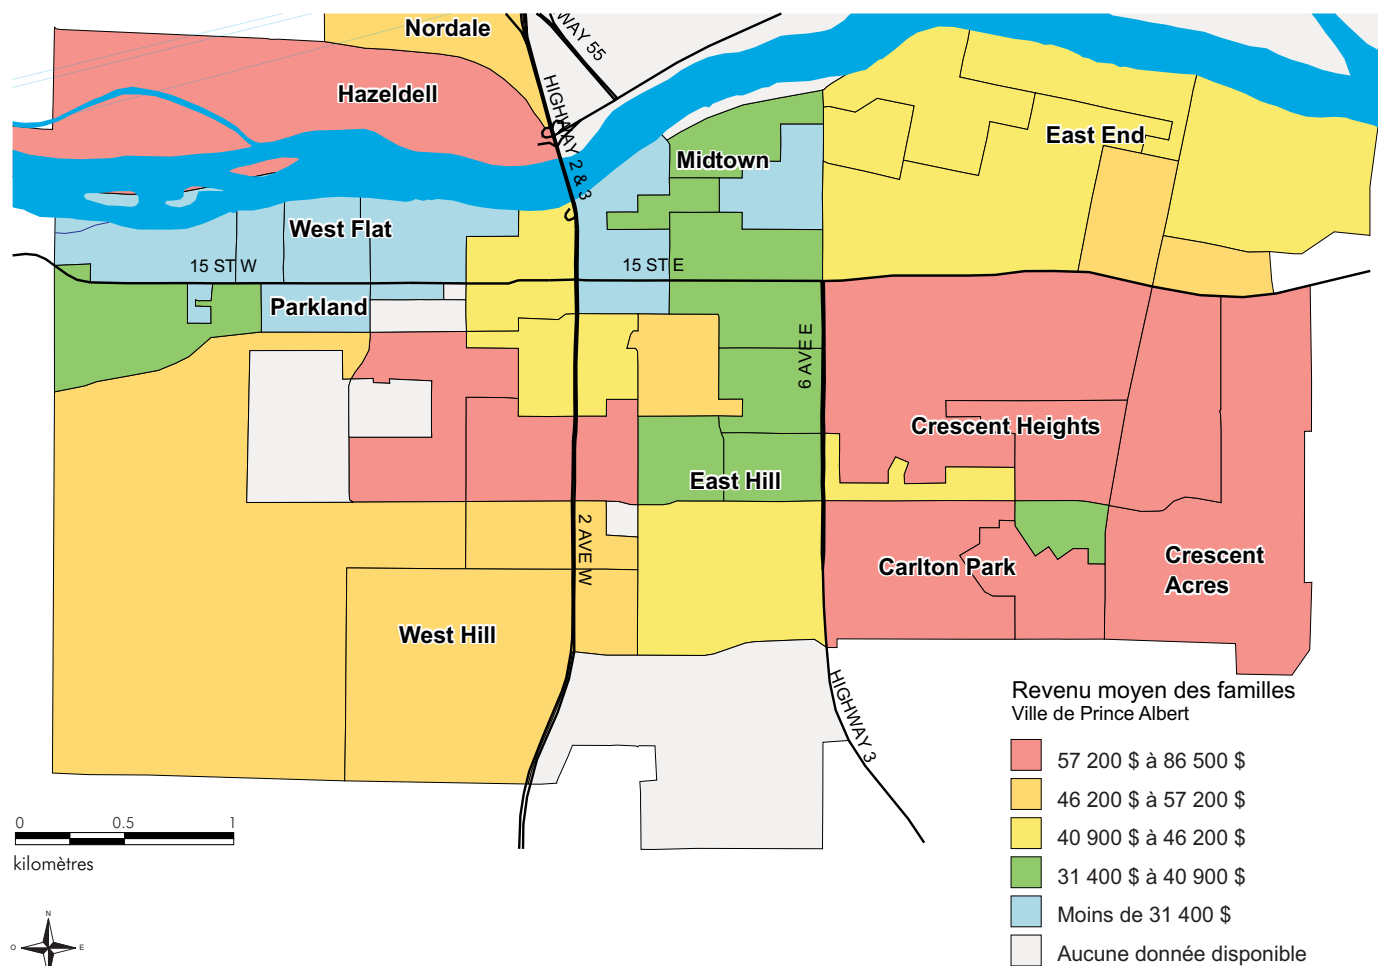 Nordale
WAY 55
Hazeldell
HIGHWAY 2 & 3
East End
Midtown
West Flat
15 ST W
15 ST E
Parkland
6 AVE E
Crescent Heights
East Hill
2 AVE W
Carlton Park
Crescent
Acres
West Hill
HIGHWAY 3
Revenu moyen des familles
Ville de Prince Albert
57 200 $ à 86 500 $
46 200 $ à 57 200 $
40 900 $ à 46 200 $
31 400 $ à 40 900 $
Moins de 31 400 $
Aucune donnée disponible
0 0.5 1
kilomètres
N
O E